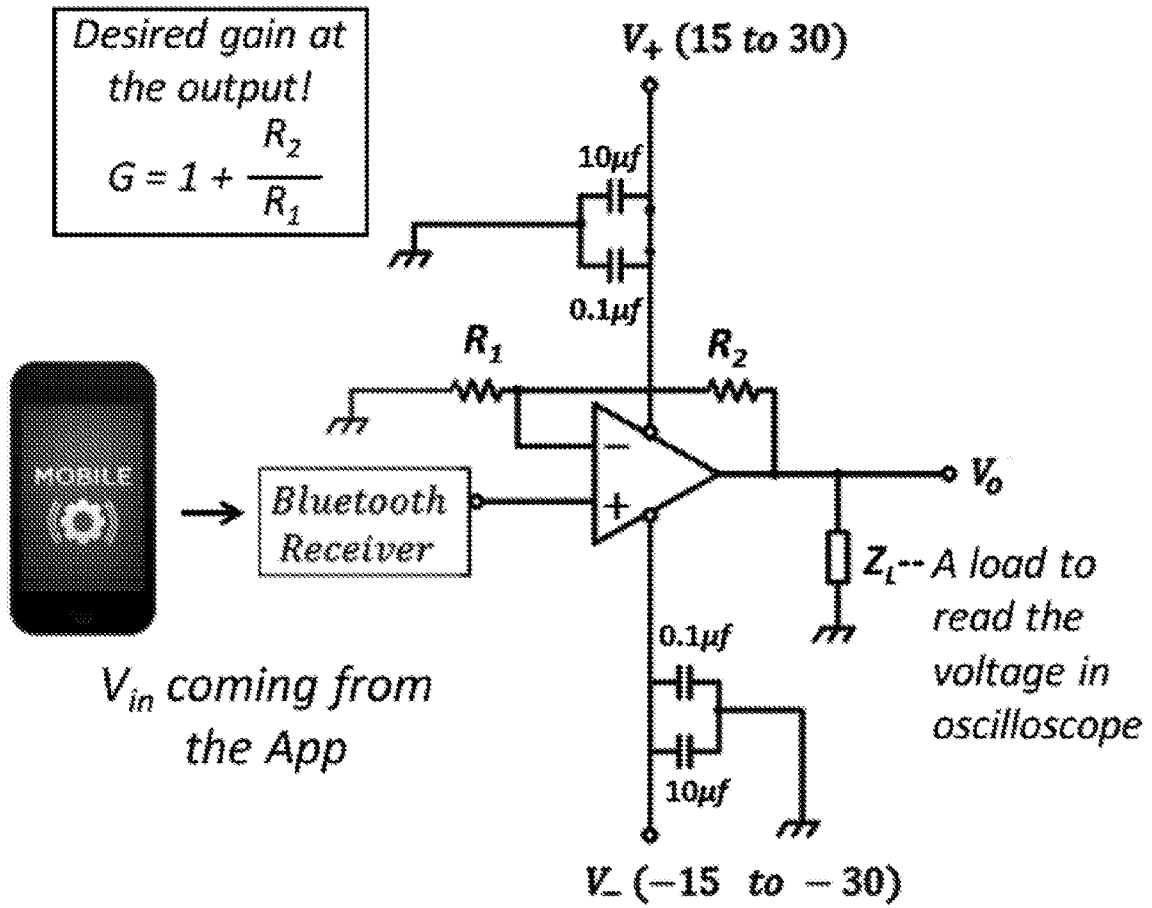 Desired gain at
the output!
G = 1 + R2/R1
V+ (15 to 30)
10μf
0.1μf
R1
R2
MOBILE
Bluetooth
Receiver
−
+
Vo
ZL-- A load to
read the
voltage in
oscilloscope
Vin coming from
the App
0.1μf
10μf
V− (−15 to − 30)